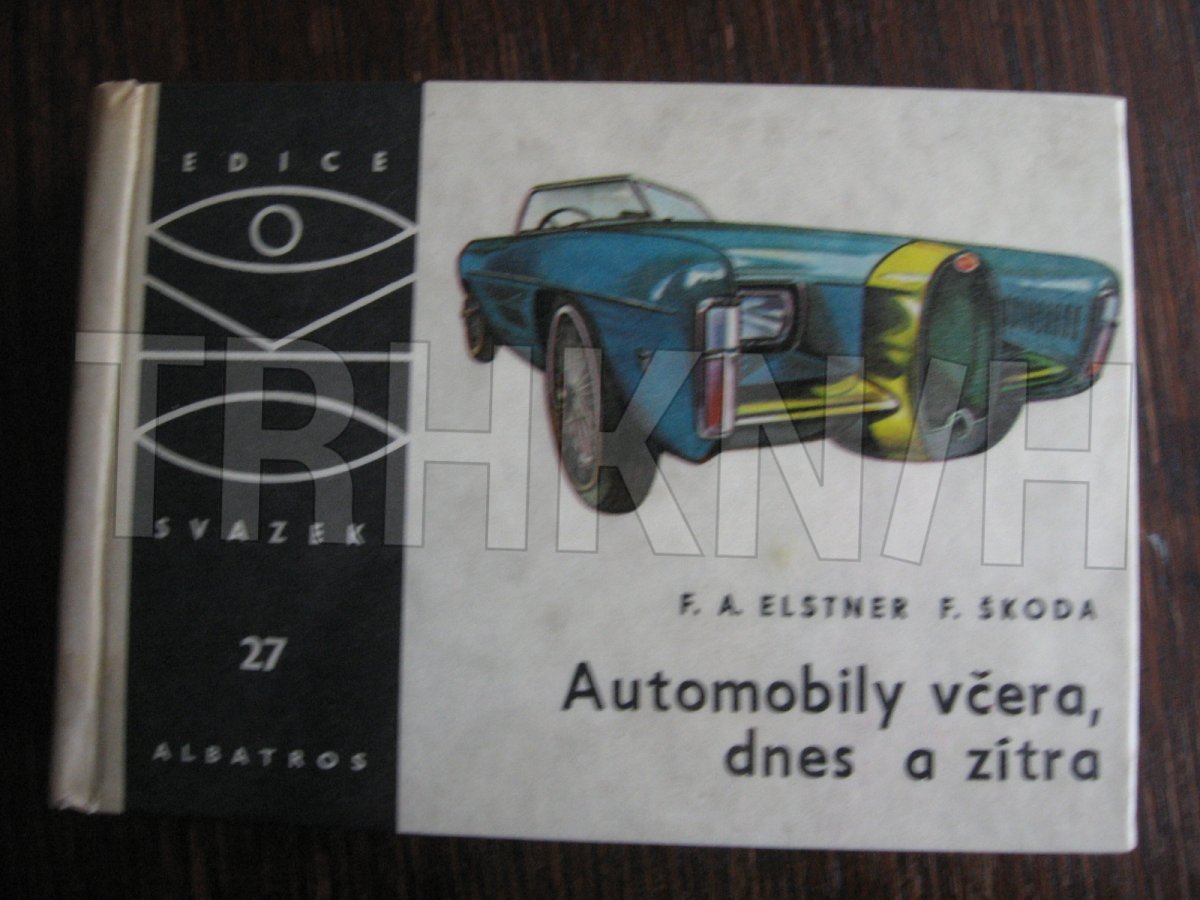 EDICE
SVAZEK
27
ALBATROS
F. A. ELSTNER F. ŠKODA
Automobily včera,
dnes a zítra
TRHKNIH